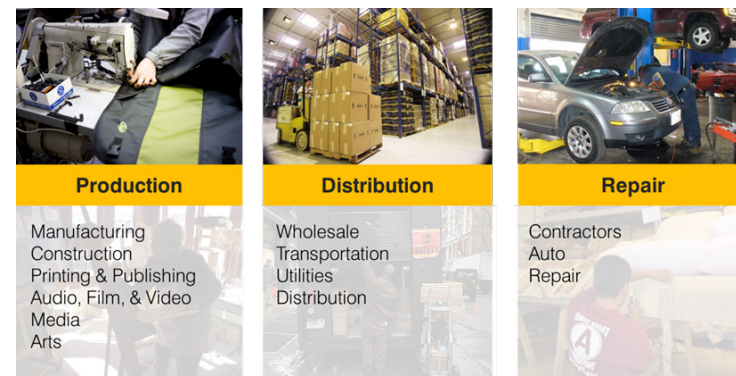 Production
Manufacturing
Construction
Printing & Publishing
Audio, Film, & Video
Media
Arts
Distribution
Wholesale
Transportation
Utilities
Distribution
Repair
Contractors
Auto
Repair